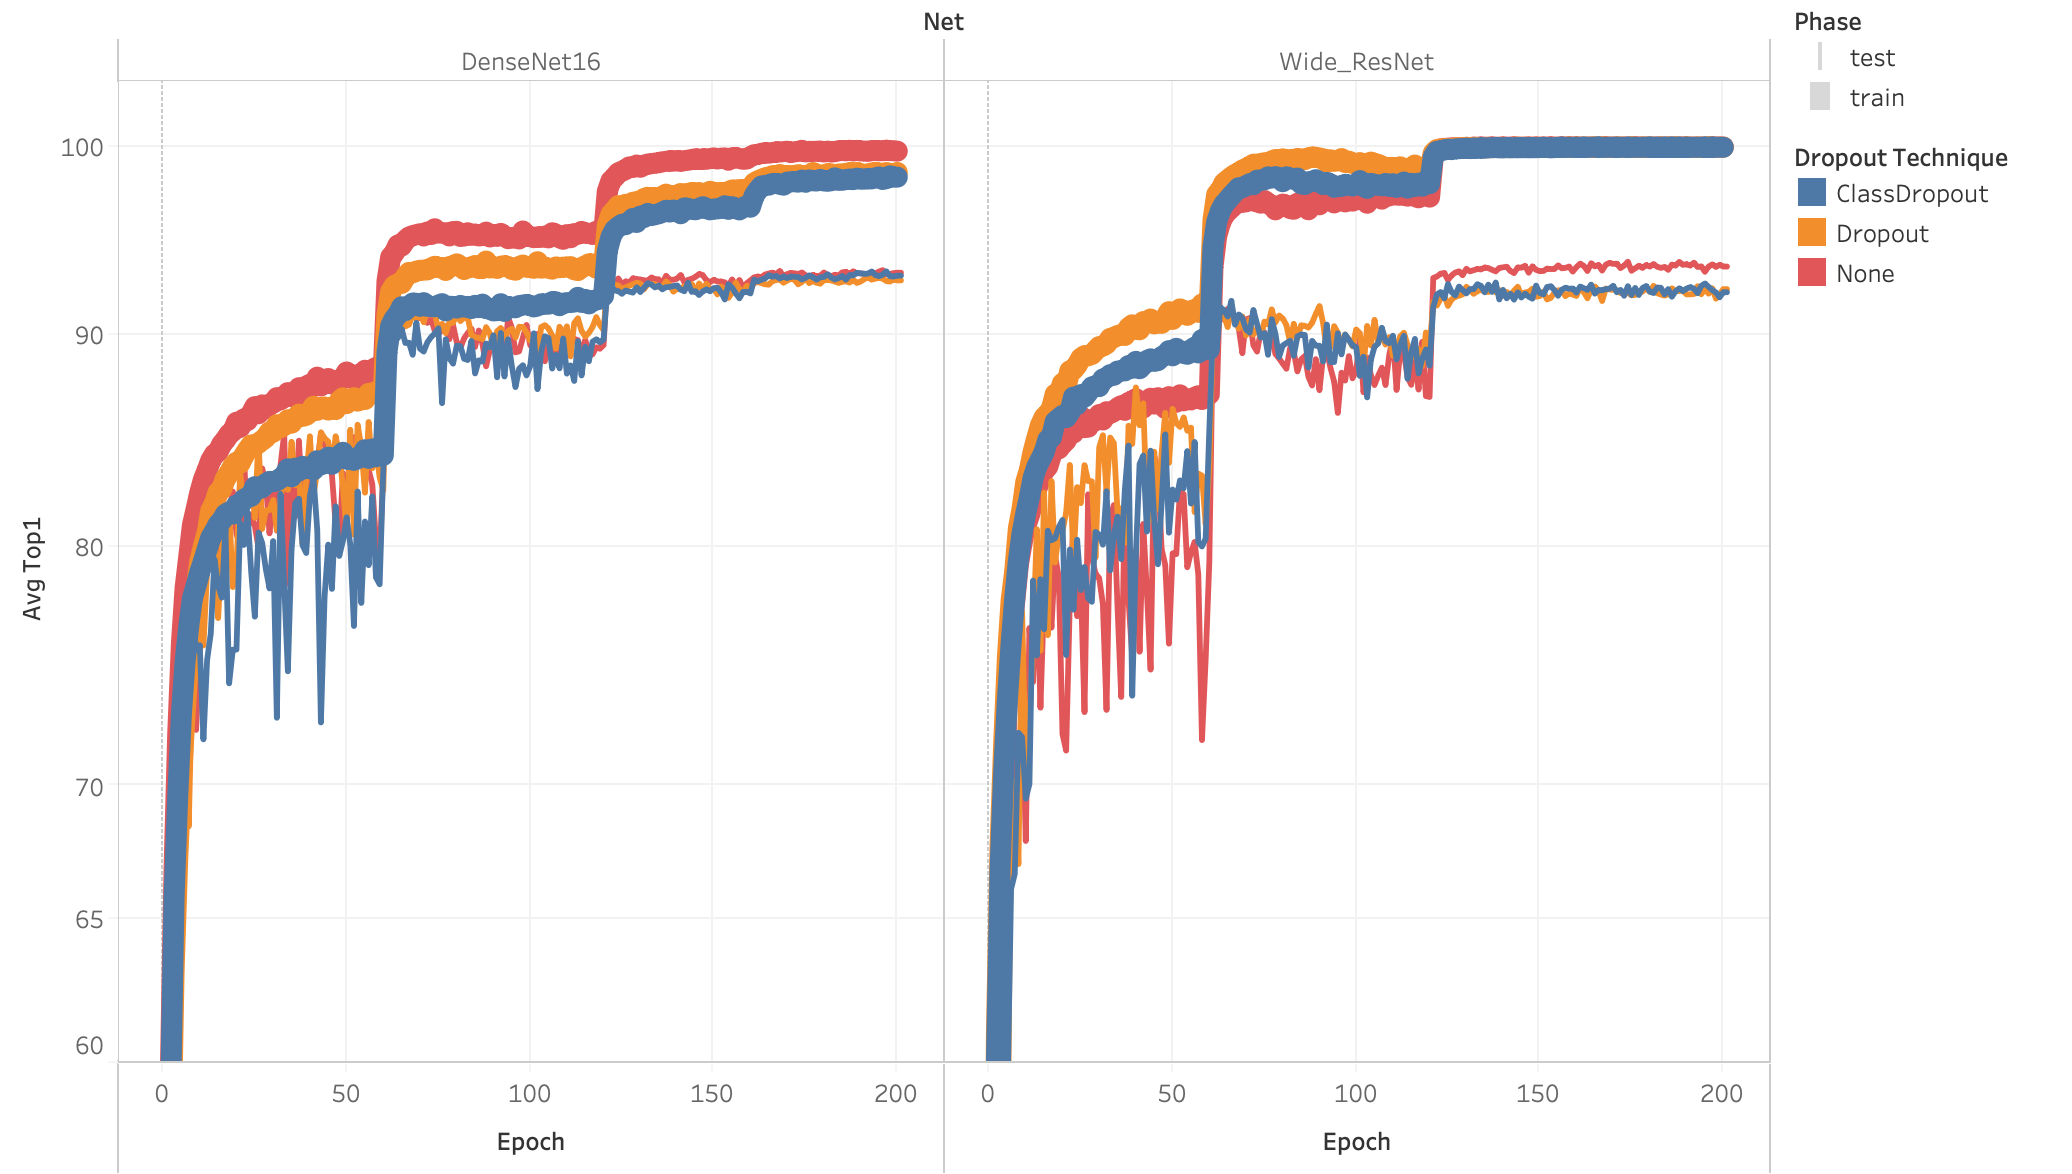 Net
DenseNet16
Wide_ResNet
Avg Top1
100
90
80
70
65
60
0 50 100 150 200
0 50 100 150 200
Epoch
Epoch
Phase
test
train
Dropout Technique
ClassDropout
Dropout
None